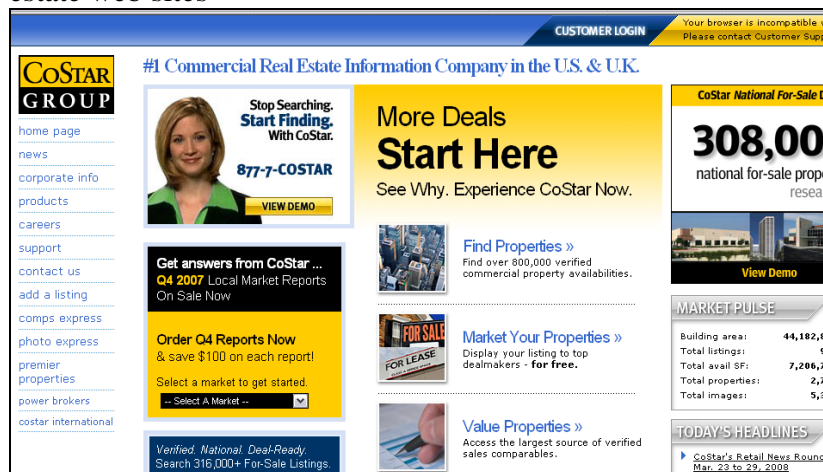 CUSTOMER LOGIN
Your browser is incompatible
Please contact Customer Supp
COSTAR
GROUP
#1 Commercial Real Estate Information Company in the U.S. & U.K.
home page
news
corporate info
products
careers
support
contact us
add a listing
comps express
photo express
premier
properties
power brokers
costar international
Stop Searching.
Start Finding.
With CoStar.
877-7-COSTAR
VIEW DEMO
Get answers from CoStar ...
Q4 2007 Local Market Reports
On Sale Now
Order Q4 Reports Now
& save $100 on each report!
Select a market to get started.
-- Select A Market --
Verified. National. Deal-Ready.
Search 316,000+ For-Sale Listings.
More Deals
Start Here
See Why. Experience CoStar Now.
Find Properties »
Find over 800,000 verified
commercial property availabilities.
FOR SALE
FOR LEASE
Market Your Properties »
Display your listing to top
dealmakers - for free.
Value Properties »
Access the largest source of verified
sales comparables.
CoStar National For-Sale D
308,00
national for-sale prope
resea
View Demo
MARKET PULSE
Building area: 44,182,8
Total listings: 9
Total avail SF: 7,206,7
Total properties: 2,7
Total images: 5,3
TODAY'S HEADLINES
CoStar's Retail News Round
Mar. 23 to 29, 2008